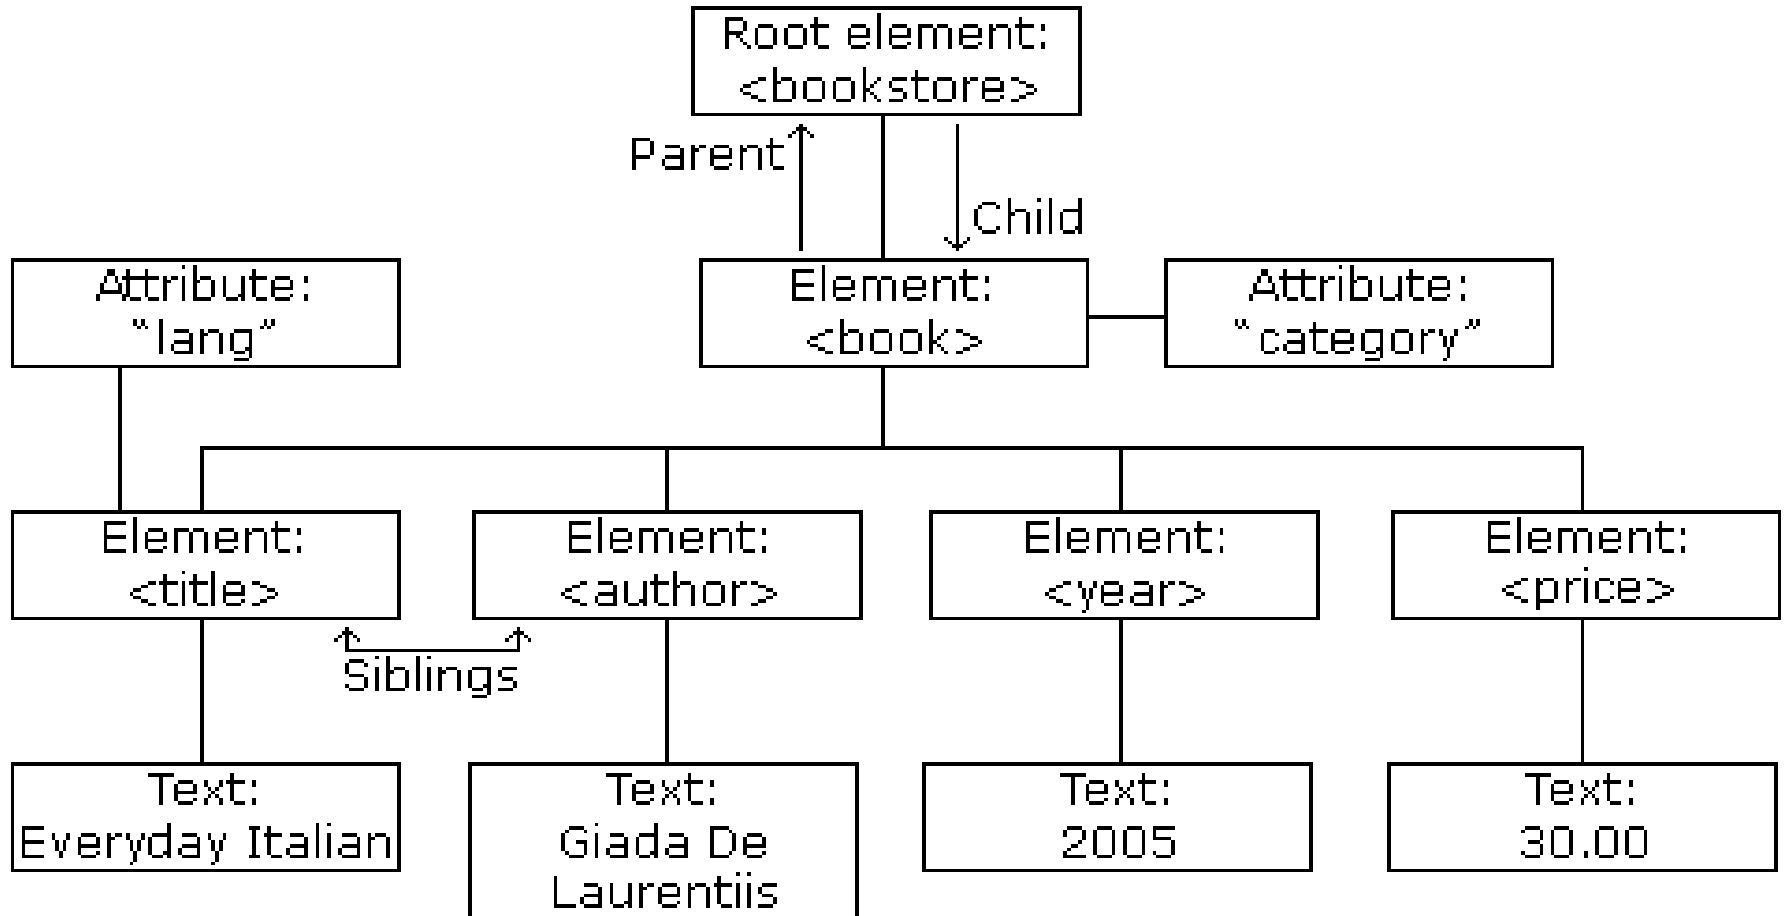 Root element:
<bookstore>
Parent
Child
Attribute:
“lang”
Element:
<book>
Attribute:
“category”
Element:
<title>
Element:
<author>
Element:
<year>
Element:
<price>
Siblings
Text:
Everyday Italian
Text:
Giada De
Laurentiis
Text:
2005
Text:
30.00